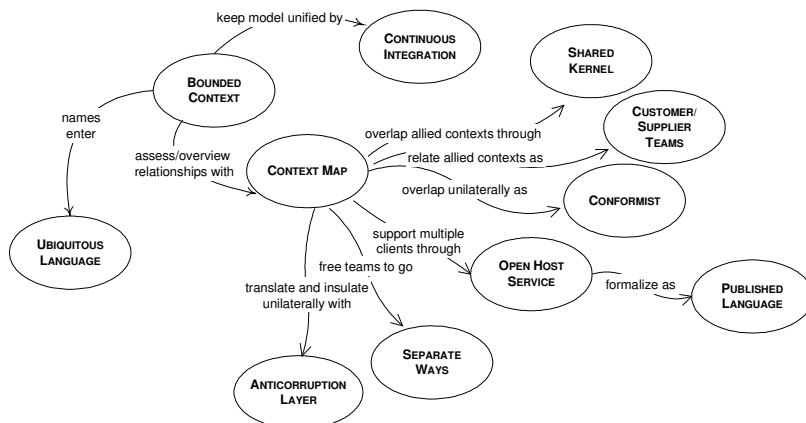 keep model unified by
CONTINUOUS
INTEGRATION
SHARED
KERNEL
BOUNDED
CONTEXT
names
enter
CUSTOMER/
SUPPLIER
TEAMS
overlap allied contexts through
assess/overview
relationships with
relate allied contexts as
CONTEXT MAP
overlap unilaterally as
CONFORMIST
UBIQUITOUS
LANGUAGE
support multiple
clients through
free teams to go
OPEN HOST
SERVICE
translate and insulate
unilaterally with
formalize as
PUBLISHED
LANGUAGE
SEPARATE
WAYS
ANTICORRUPTION
LAYER